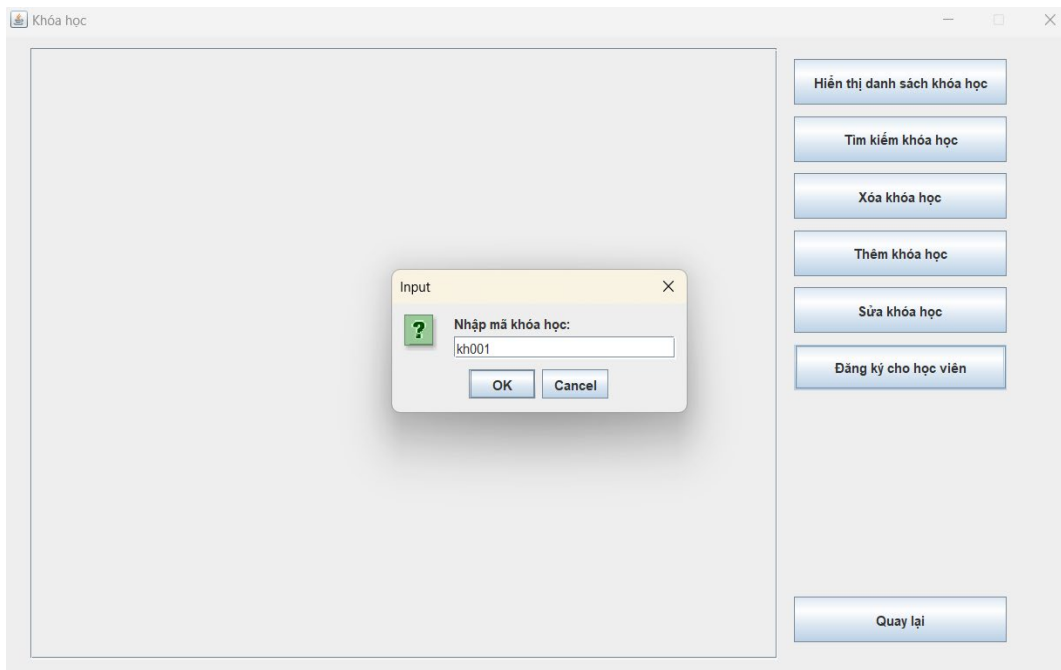 Khóa học
Hiển thị danh sách khóa học
Tìm kiếm khóa học
Xóa khóa học
Thêm khóa học
Input
Nhập mã khóa học:
kh001
OK Cancel
Sửa khóa học
Đăng ký cho học viên
Quay lại